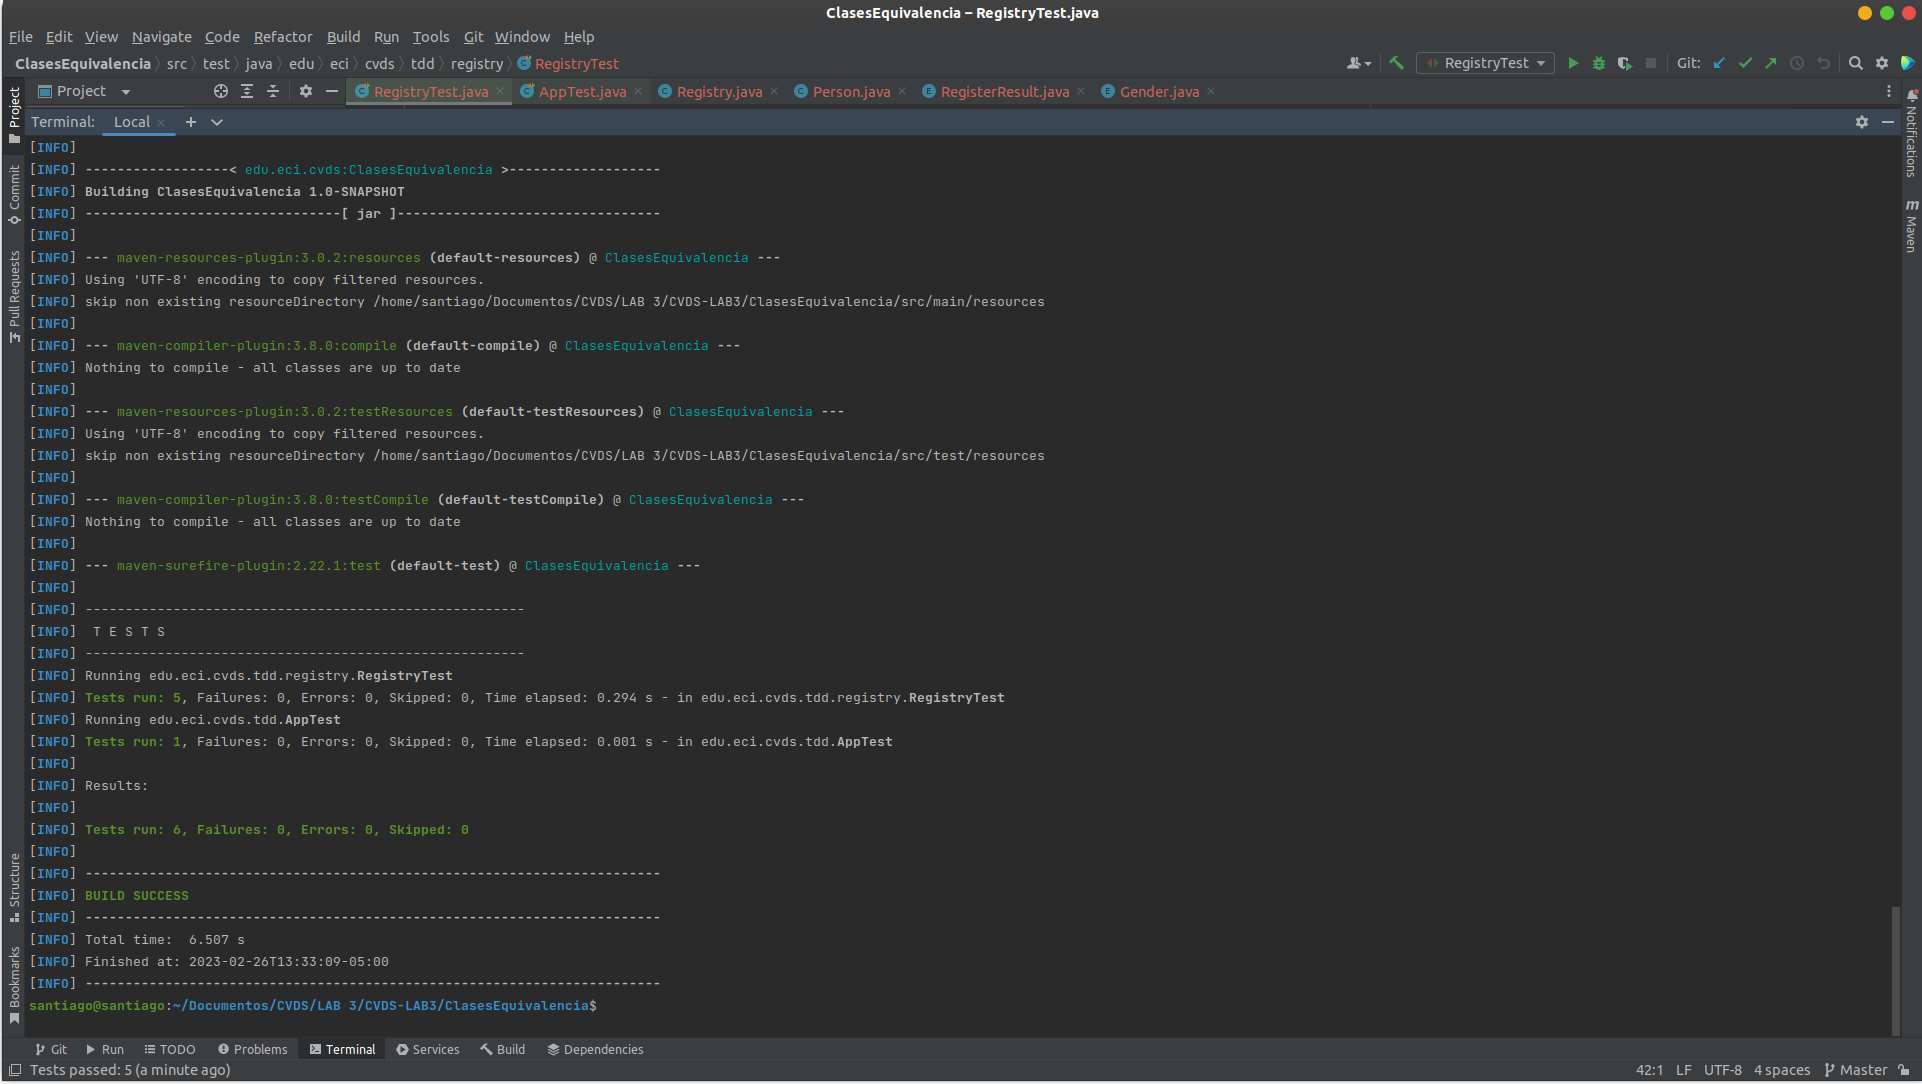 ClasesEquivalencia – RegistryTest.java
File Edit View Navigate Code Refactor Build Run Tools Git Window Help
ClasesEquivalencia src test java edu eci cvds tdd registry RegistryTest RegistryTest Git:
Project RegistryTest.java AppTest.java Registry.java Person.java RegisterResult.java Gender.java
Terminal: Local
[INFO]
[INFO] ------------------< edu.eci.cvds:ClasesEquivalencia >-------------------
[INFO] Building ClasesEquivalencia 1.0-SNAPSHOT
[INFO] --------------------------------[ jar ]---------------------------------
[INFO]
[INFO] --- maven-resources-plugin:3.0.2:resources (default-resources) @ ClasesEquivalencia ---
[INFO] Using 'UTF-8' encoding to copy filtered resources.
[INFO] skip non existing resourceDirectory /home/santiago/Documentos/CVDS/LAB 3/CVDS-LAB3/ClasesEquivalencia/src/main/resources
[INFO]
[INFO] --- maven-compiler-plugin:3.8.0:compile (default-compile) @ ClasesEquivalencia ---
[INFO] Nothing to compile - all classes are up to date
[INFO]
[INFO] --- maven-resources-plugin:3.0.2:testResources (default-testResources) @ ClasesEquivalencia ---
[INFO] Using 'UTF-8' encoding to copy filtered resources.
[INFO] skip non existing resourceDirectory /home/santiago/Documentos/CVDS/LAB 3/CVDS-LAB3/ClasesEquivalencia/src/test/resources
[INFO]
[INFO] --- maven-compiler-plugin:3.8.0:testCompile (default-testCompile) @ ClasesEquivalencia ---
[INFO] Nothing to compile - all classes are up to date
[INFO]
[INFO] --- maven-surefire-plugin:2.22.1:test (default-test) @ ClasesEquivalencia ---
[INFO]
[INFO] -------------------------------------------------------
[INFO]  T E S T S
[INFO] -------------------------------------------------------
[INFO] Running edu.eci.cvds.tdd.registry.RegistryTest
[INFO] Tests run: 5, Failures: 0, Errors: 0, Skipped: 0, Time elapsed: 0.294 s - in edu.eci.cvds.tdd.registry.RegistryTest
[INFO] Running edu.eci.cvds.tdd.AppTest
[INFO] Tests run: 1, Failures: 0, Errors: 0, Skipped: 0, Time elapsed: 0.001 s - in edu.eci.cvds.tdd.AppTest
[INFO]
[INFO] Results:
[INFO]
[INFO] Tests run: 6, Failures: 0, Errors: 0, Skipped: 0
[INFO]
[INFO] ------------------------------------------------------------------------
[INFO] BUILD SUCCESS
[INFO] ------------------------------------------------------------------------
[INFO] Total time:  6.507 s
[INFO] Finished at: 2023-02-26T13:33:09-05:00
[INFO] ------------------------------------------------------------------------
santiago@santiago:~/Documentos/CVDS/LAB 3/CVDS-LAB3/ClasesEquivalencia$
Project
Commit
Pull Requests
Structure
Bookmarks
Notifications
Maven
Git Run TODO Problems Terminal Services Build Dependencies
Tests passed: 5 (a minute ago) 42:1 LF UTF-8 4 spaces Master